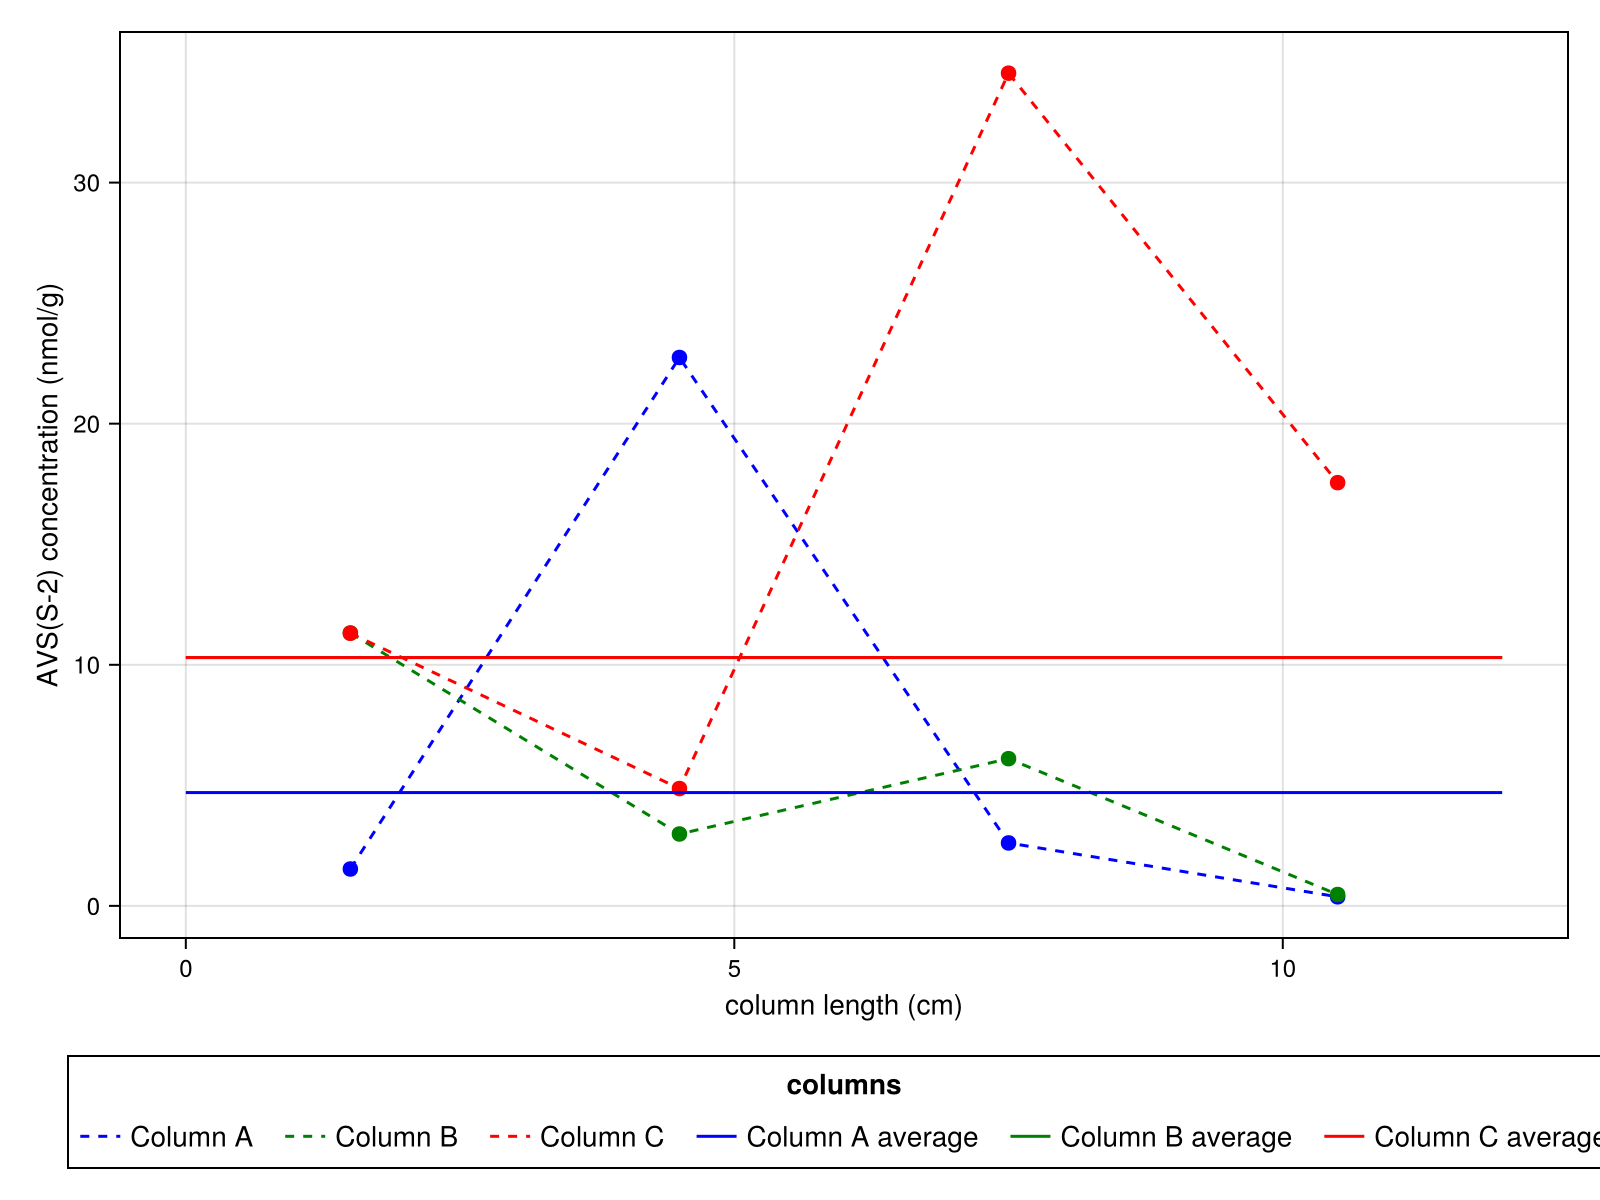 30
20
10
0
AVS(S-2) concentration (nmol/g)
0 5 10
column length (cm)
columns
Column A Column B Column C Column A average Column B average Column C average